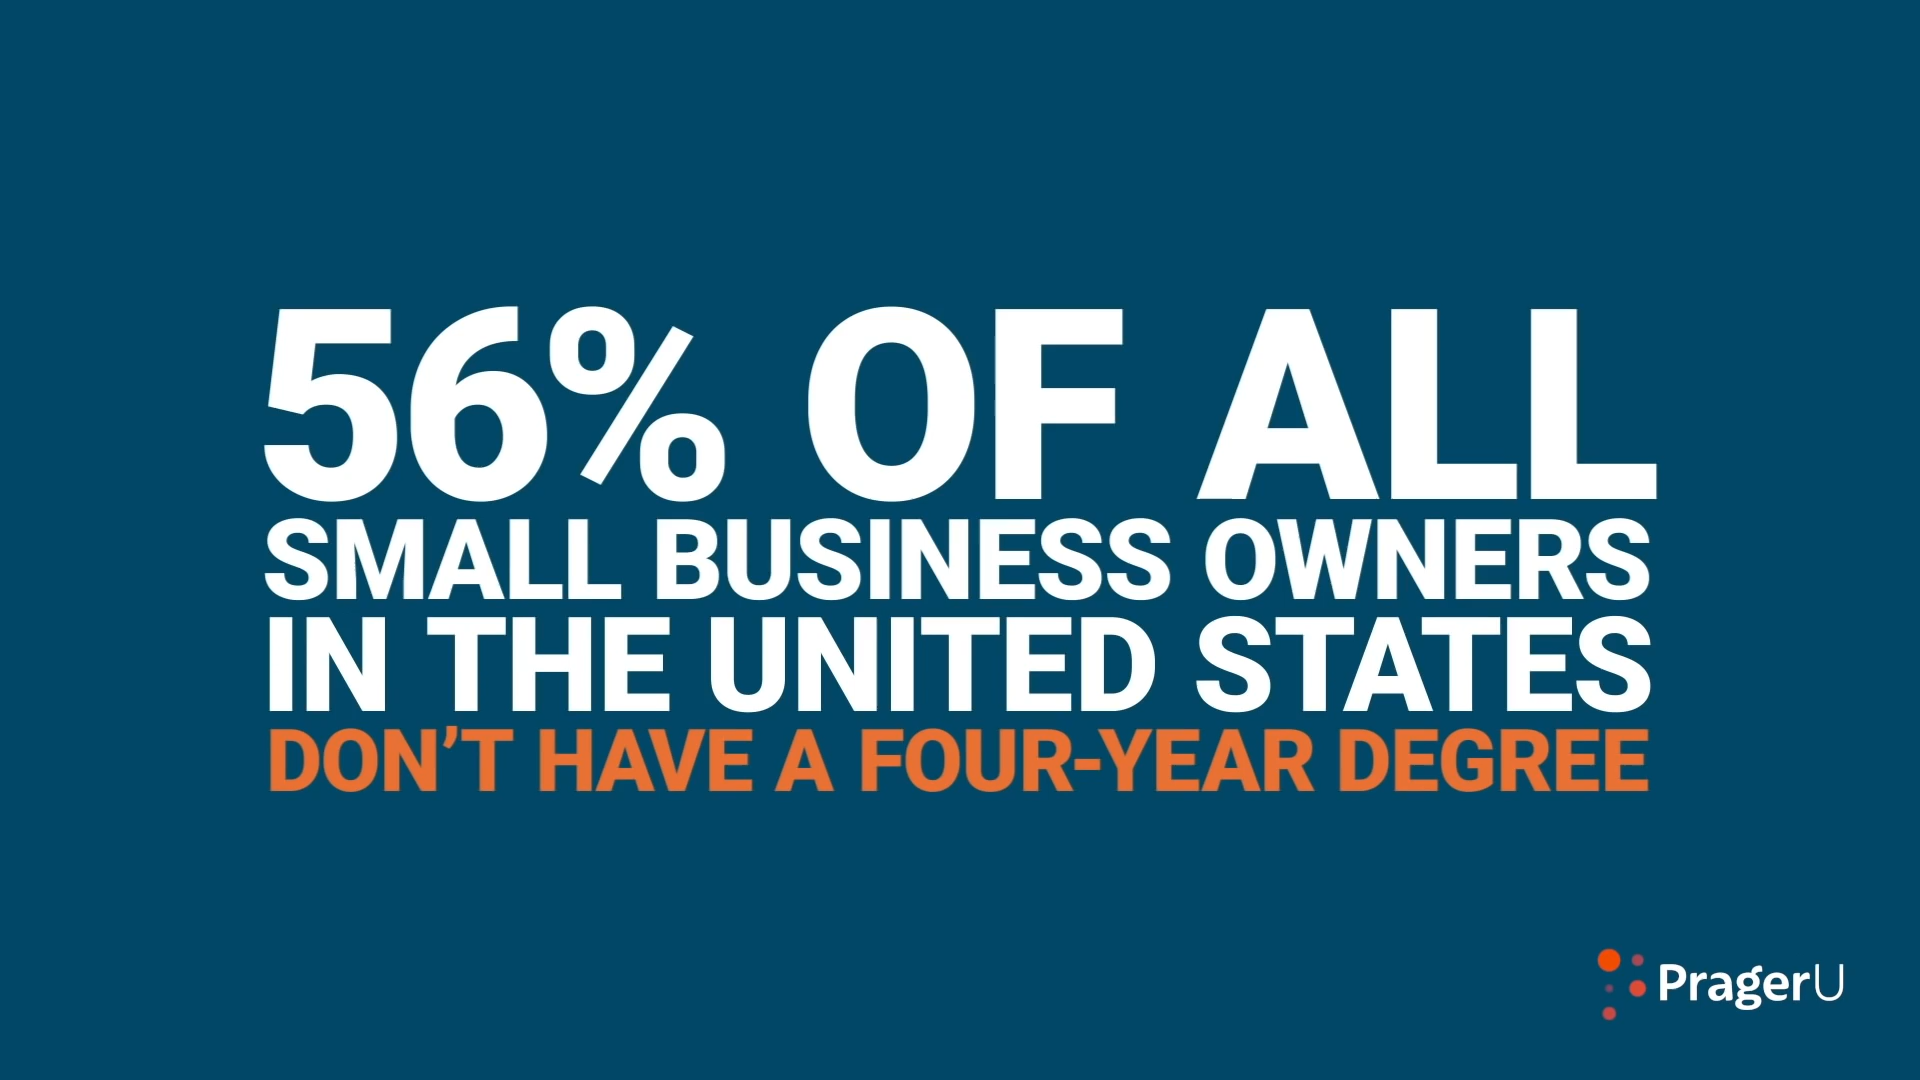 56% OF ALL
SMALL BUSINESS OWNERS
IN THE UNITED STATES
DON’T HAVE A FOUR-YEAR DEGREE
PragerU